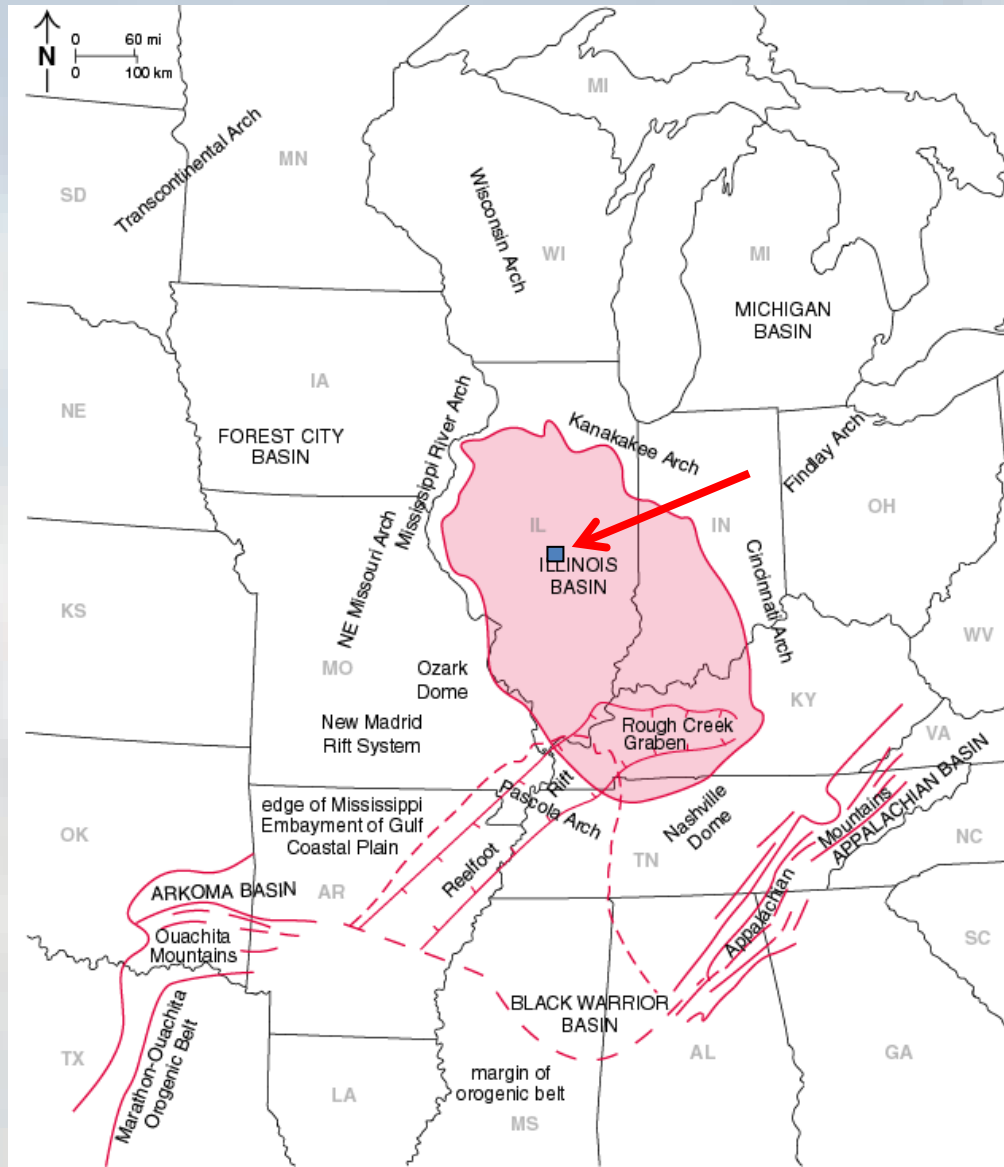 N
0 60 mi
0 100 km
MI
MN
SD
Transcontinental Arch
Wisconsin Arch
WI
MI
MICHIGAN
BASIN
IA
NE
FOREST CITY
BASIN
Mississippi River Arch
Kanakakee Arch
Findlay Arch
OH
IL
IN
ILLINOIS
BASIN
NE Missouri Arch
Cincinnati Arch
KS
MO
WV
Ozark
Dome
KY
New Madrid
Rift System
Rough Creek
Graben
VA
Rift
Pascola Arch
edge of Mississippi
Embayment of Gulf
Coastal Plain
Nashville
Dome
Mountains
APPALACHIAN BASIN
OK
TN
NC
Reelfoot
ARKOMA BASIN
AR
Appalachian
Ouachita
Mountains
SC
BLACK WARRIOR
BASIN
TX
Marathon-Ouachita
Orogenic Belt
AL
GA
LA
margin of
orogenic belt
MS